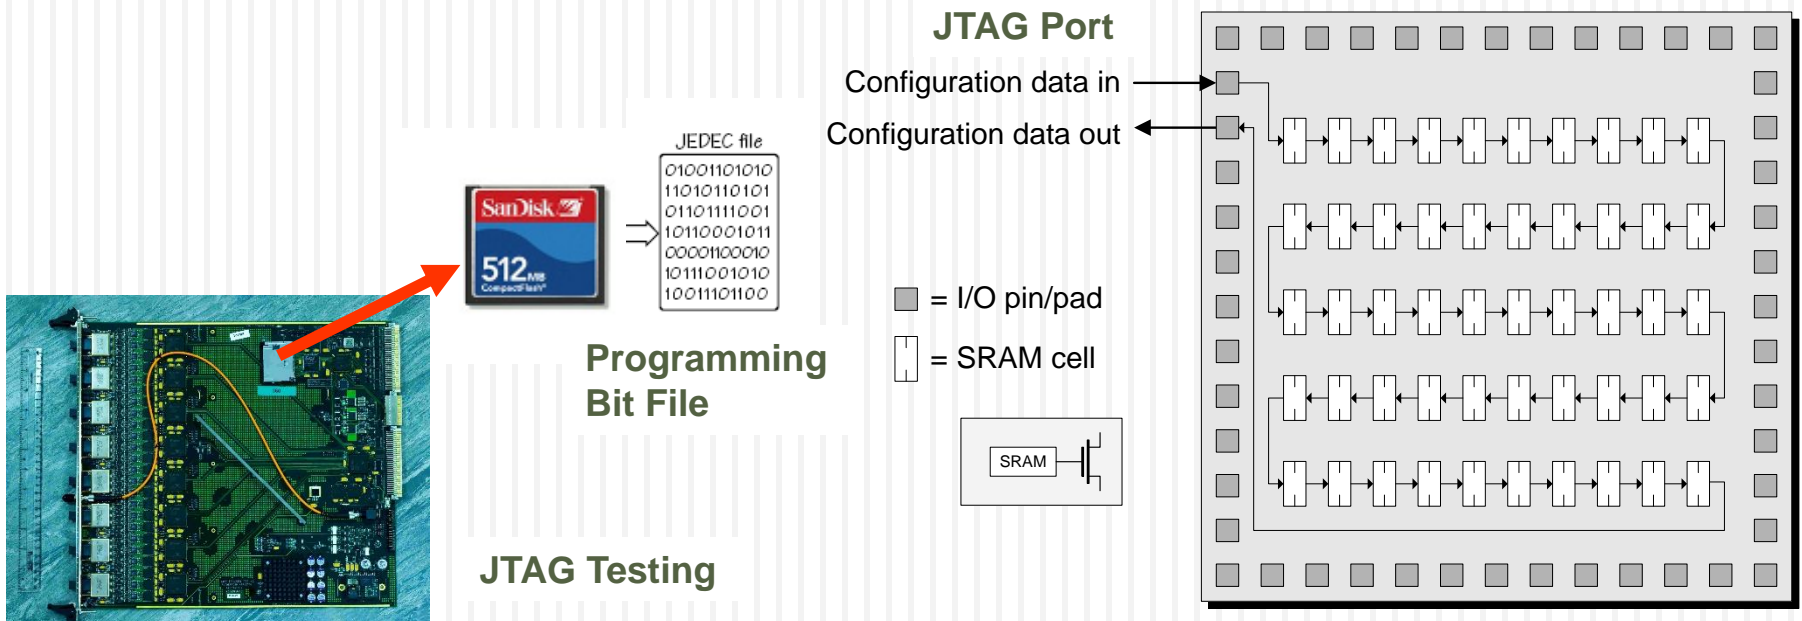 JTAG Port
Configuration data in
Configuration data out
JEDEC file
01001101010
11010110101
01101111001
10110001011
00001100010
10111001010
10011101100
SanDisk
512MB
CompactFlash
= I/O pin/pad
= SRAM cell
Programming
Bit File
SRAM
JTAG Testing